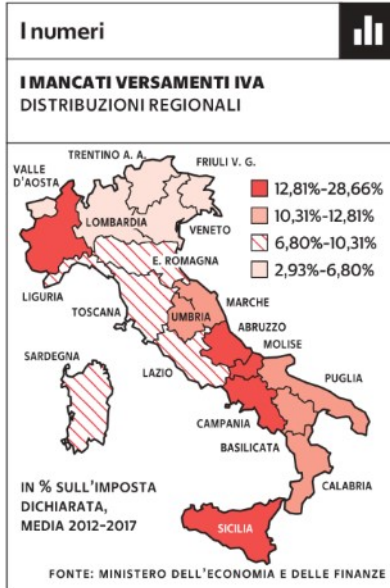 I numeri
I MANCATI VERSAMENTI IVA
DISTRIBUZIONI REGIONALI
TRENTINO A. A.
FRIULI V. G.
VALLE
D'AOSTA
12,81%-28,66%
10,31%-12,81%
6,80%-10,31%
2,93%-6,80%
LOMBARDIA
VENETO
E. ROMAGNA
LIGURIA
TOSCANA
MARCHE
UMBRIA
ABRUZZO
MOLISE
SARDEGNA
LAZIO
PUGLIA
CAMPANIA
BASILICATA
CALABRIA
IN % SULL'IMPOSTA
DICHIARATA,
MEDIA 2012-2017
SICILIA
FONTE: MINISTERO DELL'ECONOMIA E DELLE FINANZE